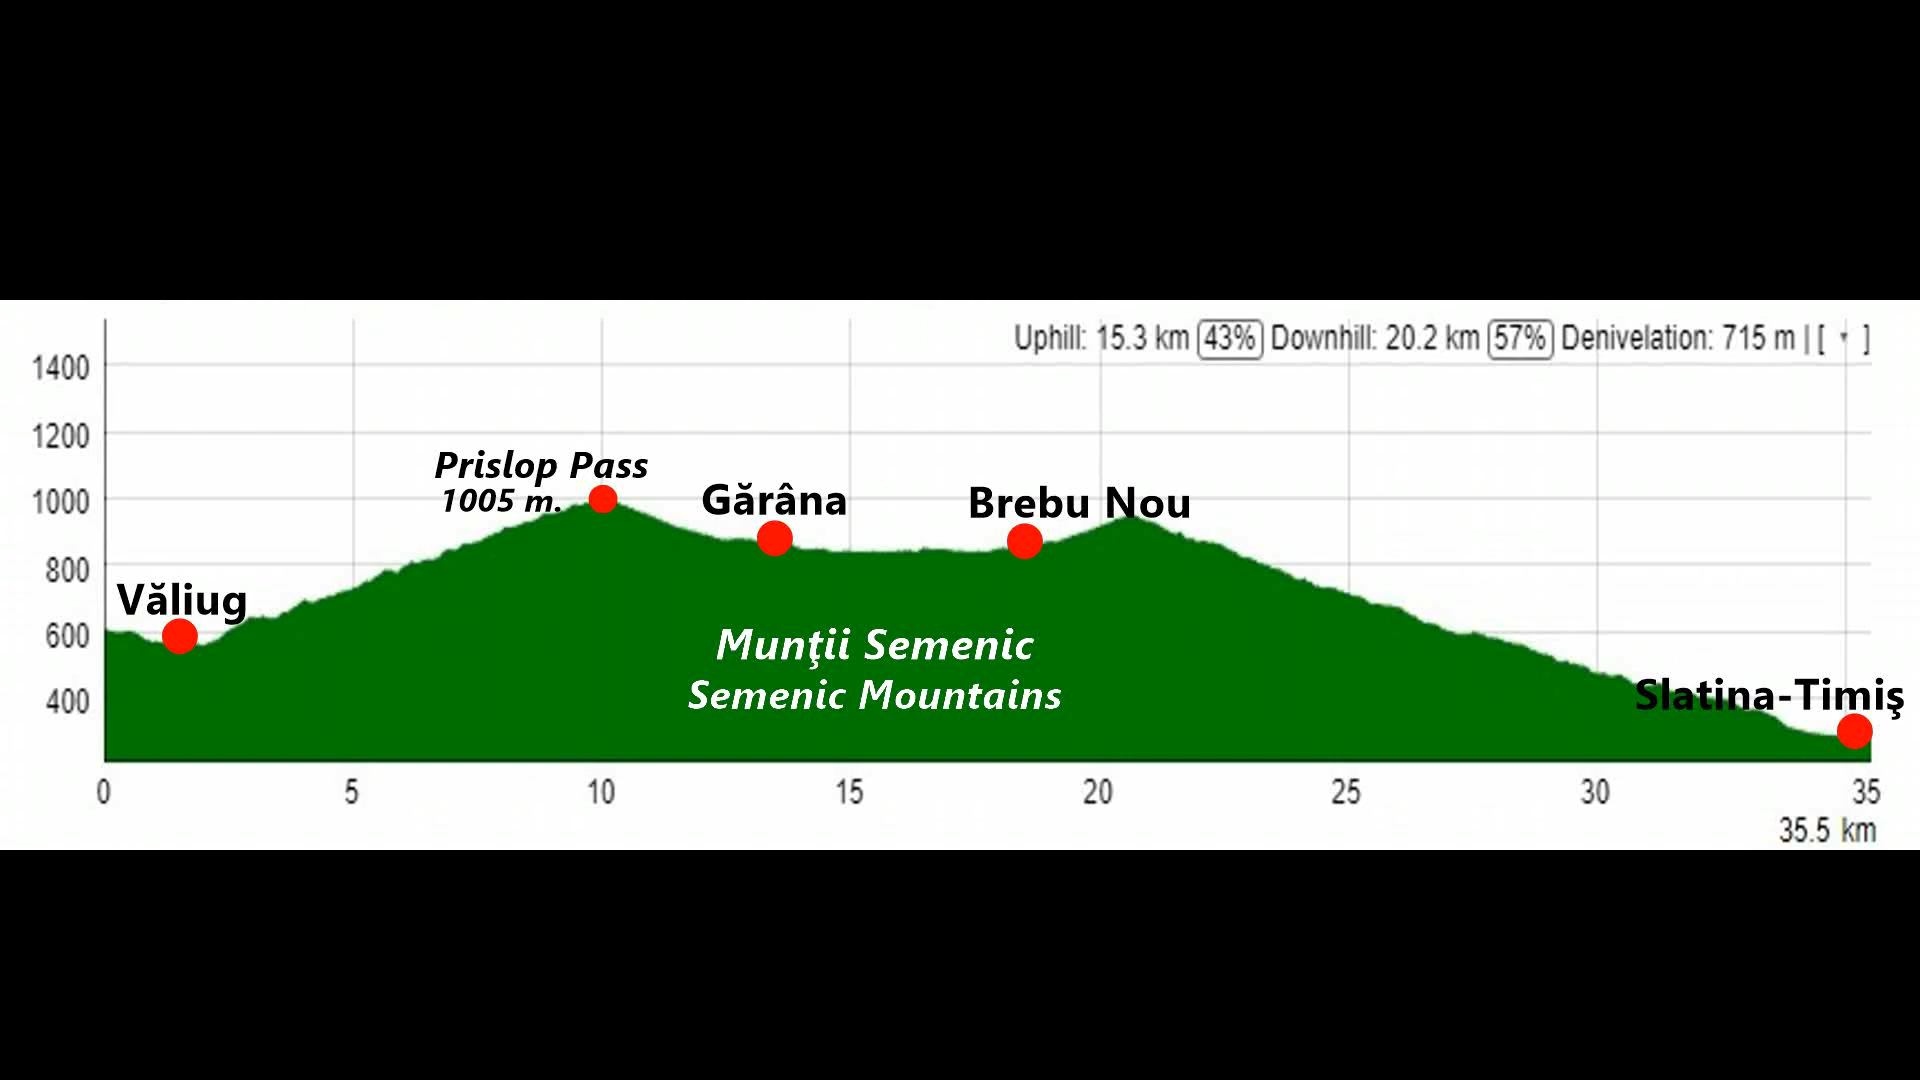 Uphill: 15.3 km 43% Downhill: 20.2 km 57% Denivelation: 715 m | [ ▾ ]
1400
1200
1000
800
600
400
Prislop Pass
1005 m.
Gărâna
Brebu Nou
Văliug
Munţii Semenic
Semenic Mountains
Slatina-Timiş
0 5 10 15 20 25 30 35
35.5 km